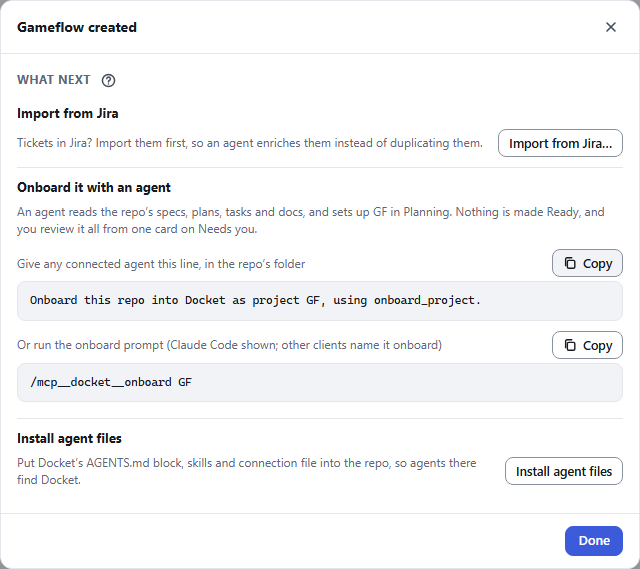 Gameflow created
WHAT NEXT
Import from Jira
Tickets in Jira? Import them first, so an agent enriches them instead of duplicating them.
Import from Jira...
Onboard it with an agent
An agent reads the repo's specs, plans, tasks and docs, and sets up GF in Planning. Nothing is made Ready, and
you review it all from one card on Needs you.
Give any connected agent this line, in the repo's folder
Copy
Onboard this repo into Docket as project GF, using onboard_project.
Or run the onboard prompt (Claude Code shown; other clients name it onboard)
Copy
/mcp__docket__onboard GF
Install agent files
Put Docket's AGENTS.md block, skills and connection file into the repo, so agents there
find Docket.
Install agent files
Done